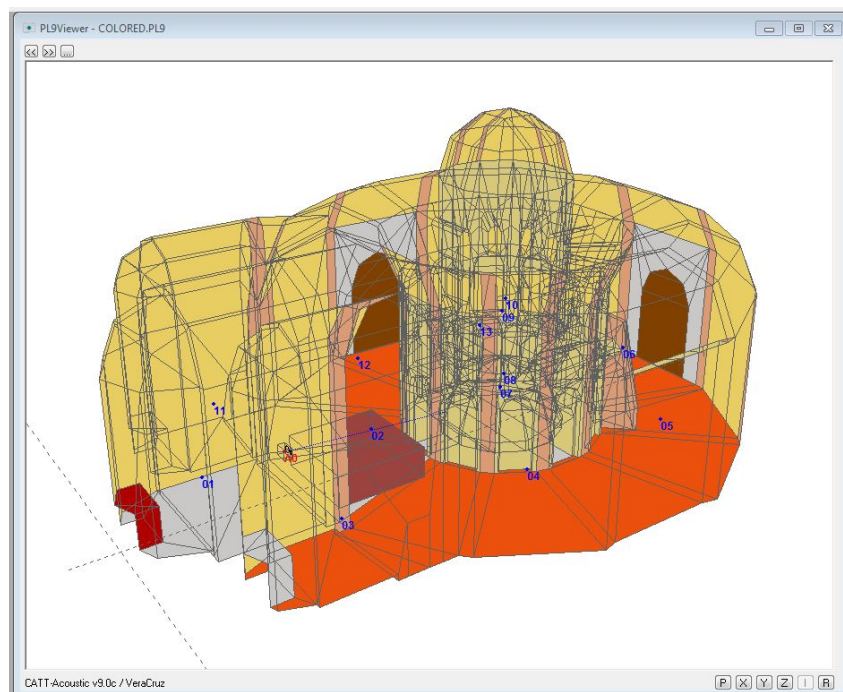 PL9Viewer - COLORED.PL9
<< >> ...
10
09
13
06
12
08
07
11
02
05
A0
01
04
03
CATT-Acoustic v9.0c / VeraCruz
P X Y Z I R